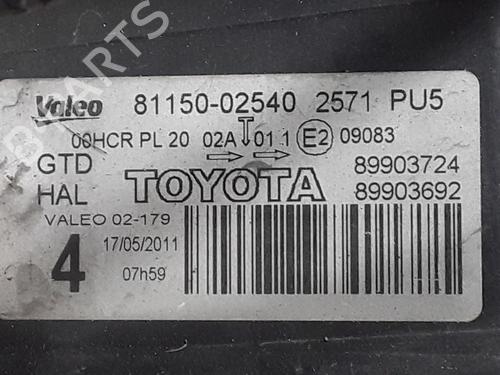 Valeo 81150-02540 2571 PU5
00HCR PL 20 02A 01 1 E2 09083
GTD TOYOTA 89903724
HAL 89903692
VALEO 02-179
4 17/05/2011
07h59